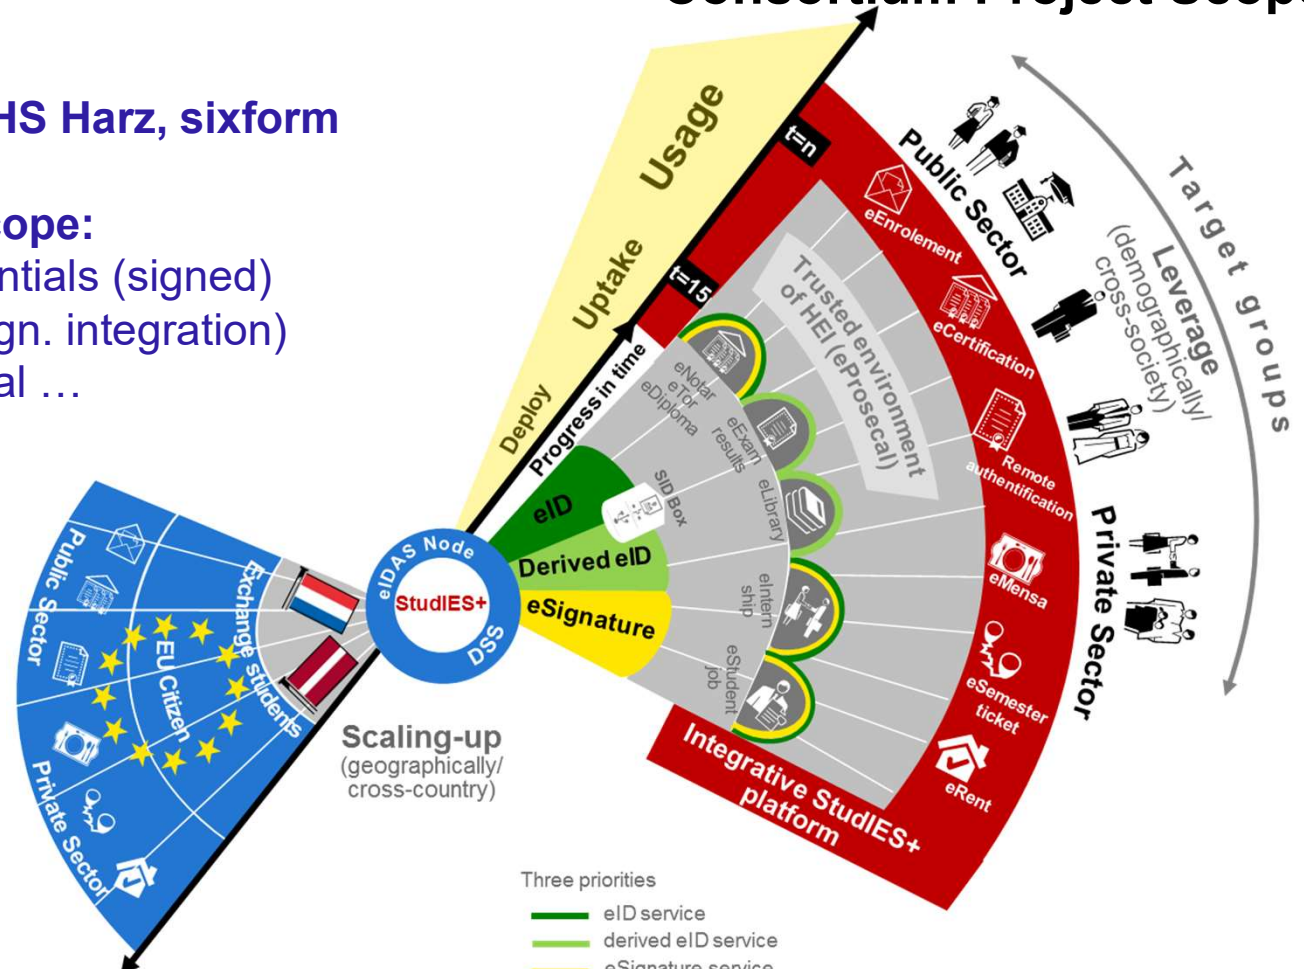 HS Harz, sixform
ope:
entials (signed)
gn. integration)
al …
Usage
Uptake
Deploy
Progress in time
t=n
t=15
Public Sector
Private Sector
Target groups
Leverage
(demographically/
cross-society)
eEnrolement
eCertification
Remote
authentification
eMensa
eSemester
ticket
eRent
Trusted environment
of HEI (eProsecal)
eNotar
eTor
eDiploma
eExam
results
eLibrary
eIntern
ship
eStudent
job
SID Box
eID
Derived eID
eSignature
eIDAS Node
StudIES+
DSS
Integrative StudIES+
platform
Exchange students
EU Citizen
Public Sector
Private Sector
Scaling-up
(geographically/
cross-country)
Three priorities
eID service
derived eID service
eSignature service